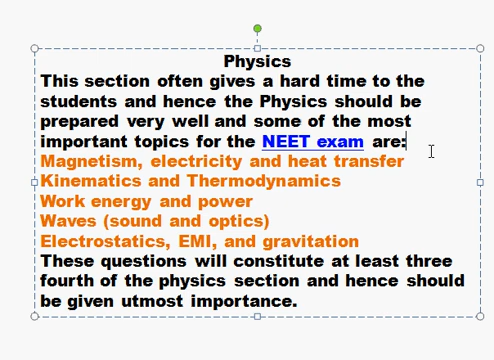 Physics
This section often gives a hard time to the
students and hence the Physics should be
prepared very well and some of the most
important topics for the NEET exam are:
Magnetism, electricity and heat transfer
Kinematics and Thermodynamics
Work energy and power
Waves (sound and optics)
Electrostatics, EMI, and gravitation
These questions will constitute at least three
fourth of the physics section and hence should
be given utmost importance.